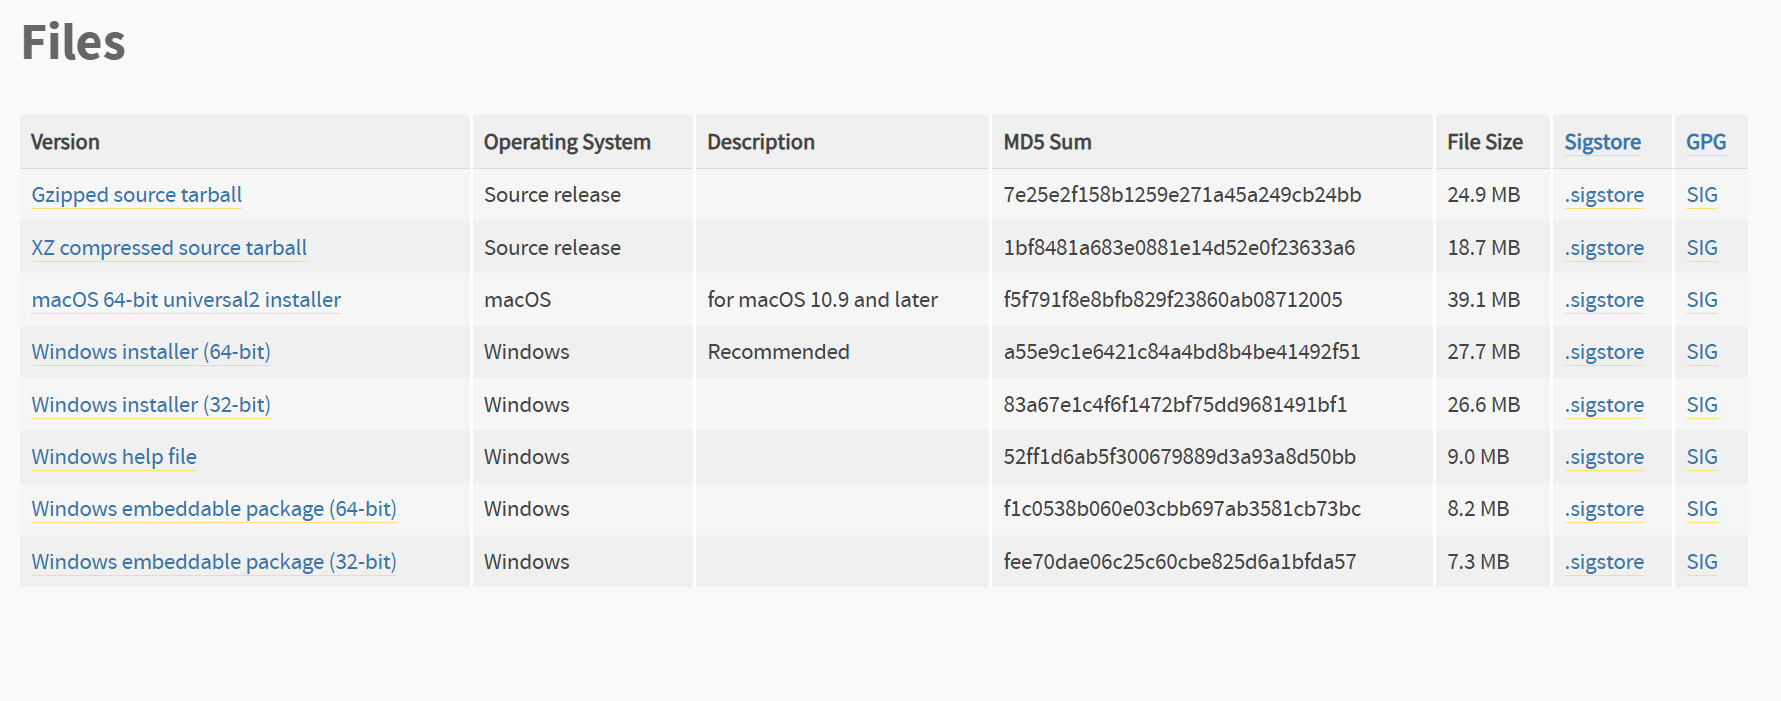 Files
Version Operating System Description MD5 Sum File Size Sigstore GPG
Gzipped source tarball Source release 7e25e2f158b1259e271a45a249cb24bb 24.9 MB .sigstore SIG
XZ compressed source tarball Source release 1bf8481a683e0881e14d52e0f23633a6 18.7 MB .sigstore SIG
macOS 64-bit universal2 installer macOS for macOS 10.9 and later f5f791f8e8bfb829f23860ab08712005 39.1 MB .sigstore SIG
Windows installer (64-bit) Windows Recommended a55e9c1e6421c84a4bd8b4be41492f51 27.7 MB .sigstore SIG
Windows installer (32-bit) Windows 83a67e1c4f6f1472bf75dd9681491bf1 26.6 MB .sigstore SIG
Windows help file Windows 52ff1d6ab5f300679889d3a93a8d50bb 9.0 MB .sigstore SIG
Windows embeddable package (64-bit) Windows f1c0538b060e03cbb697ab3581cb73bc 8.2 MB .sigstore SIG
Windows embeddable package (32-bit) Windows fee70dae06c25c60cbe825d6a1bfda57 7.3 MB .sigstore SIG